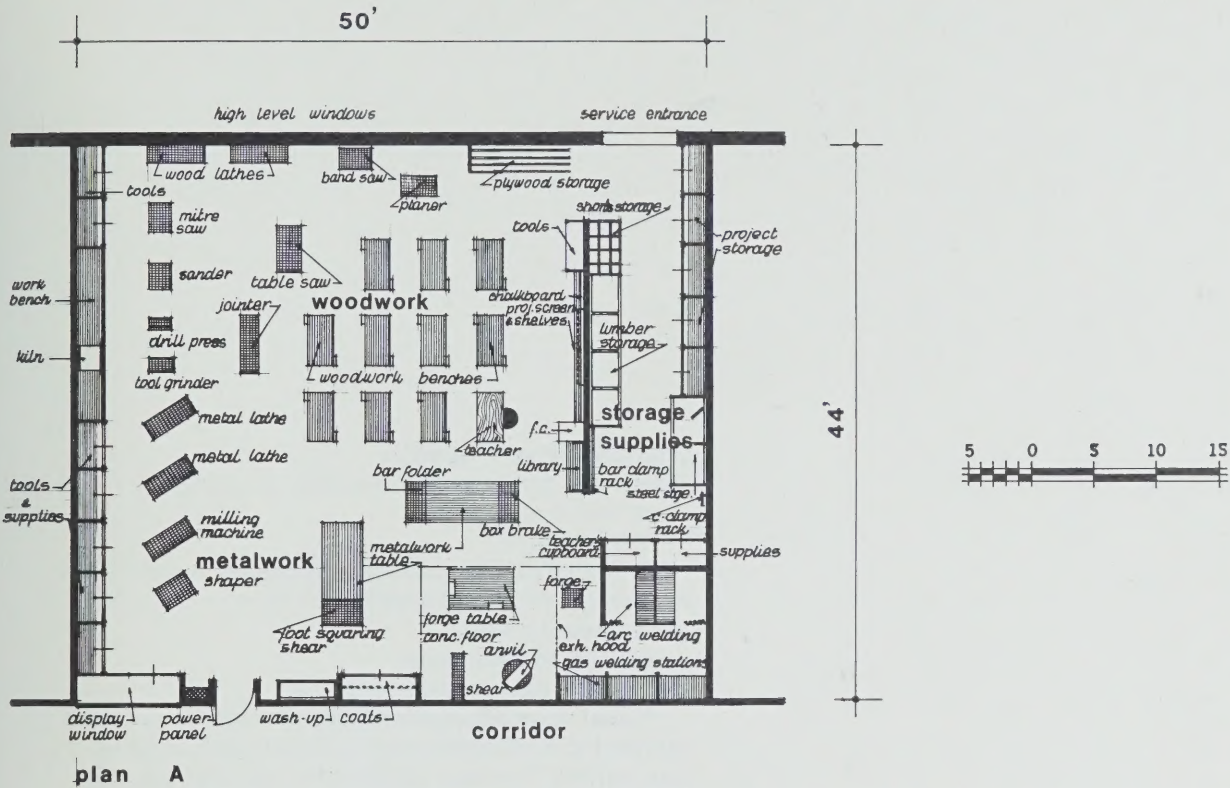 50'
high level windows
service entrance
wood lathes
band saw
planer
plywood storage
tools
mitre
saw
short storage
tools
project
storage
sander
table saw
work
bench
jointer
woodwork
chalkboard
proj. screen
& shelves
lumber
storage
drill press
kiln
tool grinder
woodwork benches
metal lathe
storage
supplies
44'
f.c.
teacher
metal lathe
bar folder
library
bar clamp
rack
steel stge.
5 0 5 10 15
tools
&
supplies
milling
machine
box brake
c-clamp
rack
metalwork
table
teacher's
cupboard
supplies
metalwork
shaper
forge
foot squaring
shear
forge table
conc. floor
exh. hood
arc welding
anvil
gas welding stations
shear
display
window
power
panel
wash-up
coats
corridor
plan A